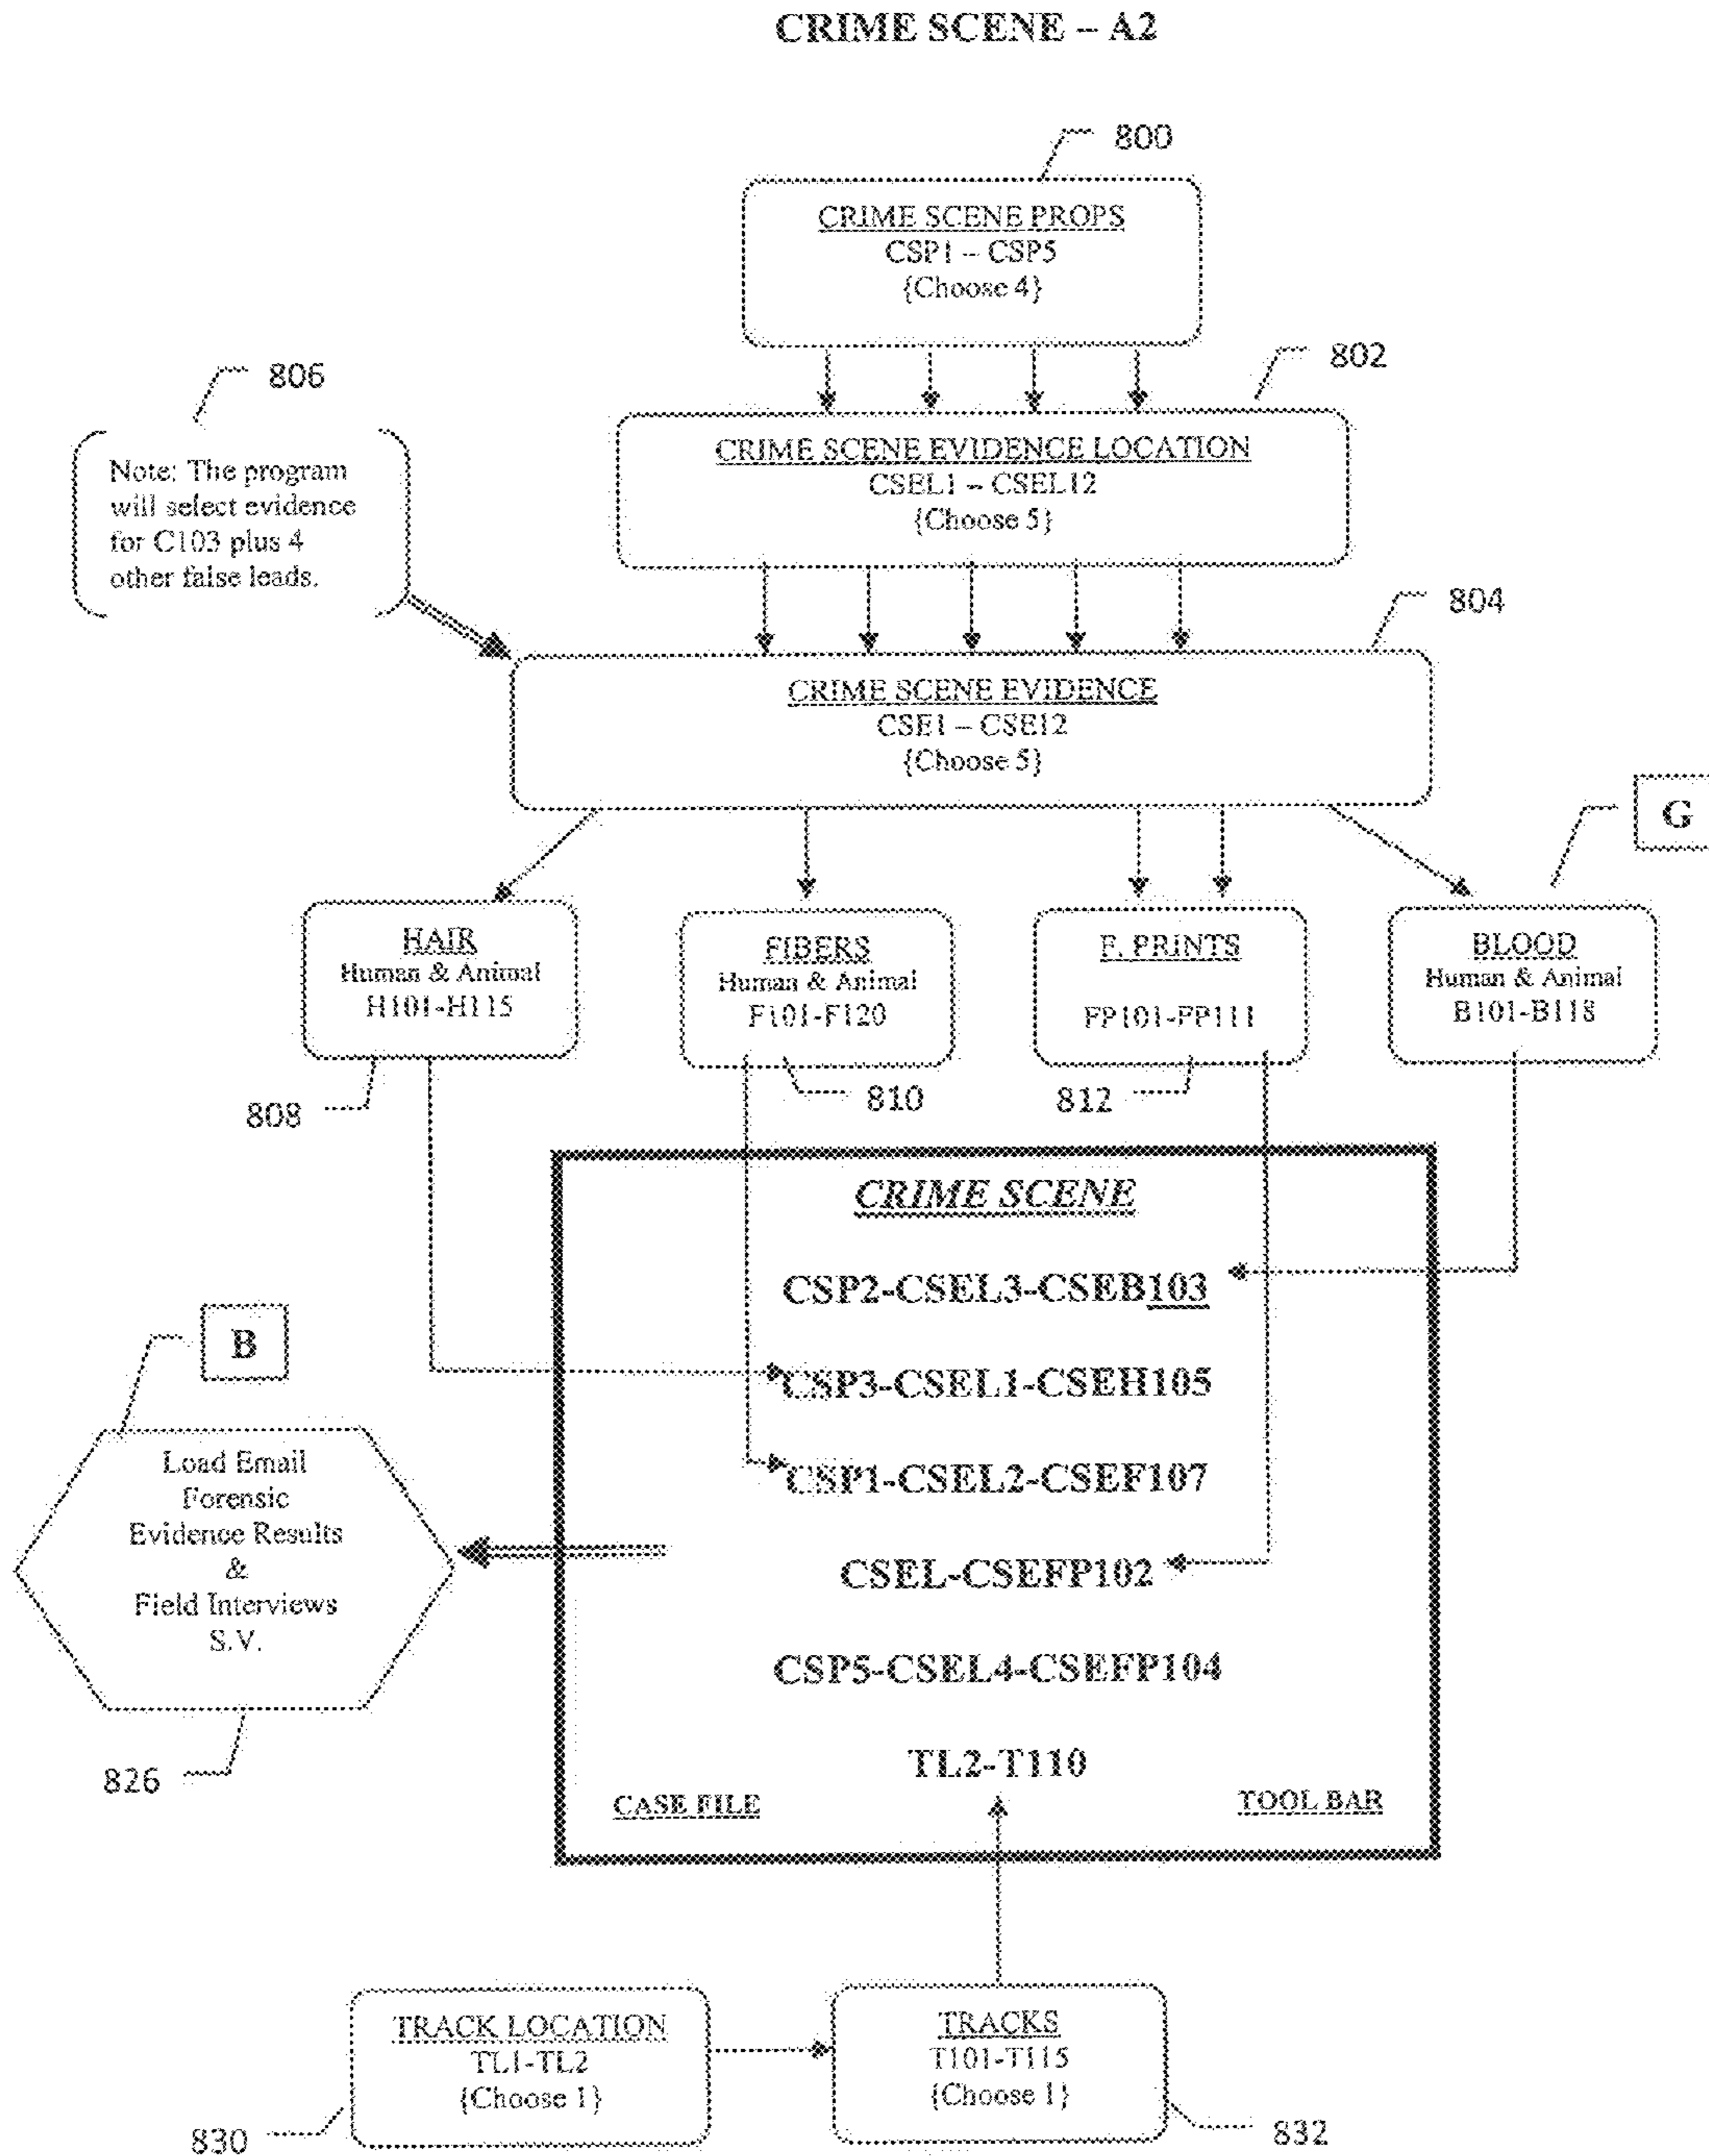 CRIME SCENE – A2
800
CRIME SCENE PROPS
CSP1 – CSP5
{Choose 4}
802
806
CRIME SCENE EVIDENCE LOCATION
CSEL1 – CSEL12
{Choose 5}
Note: The program
will select evidence
for C103 plus 4
other false leads.
804
CRIME SCENE EVIDENCE
CSE1 – CSE12
{Choose 5}
G
HAIR
Human & Animal
H101-H115
FIBERS
Human & Animal
F101-F120
F. PRINTS
FP101-FP111
BLOOD
Human & Animal
B101-B118
808
810
812
CRIME SCENE
CSP2-CSEL3-CSEB103
B
CSP3-CSEL1-CSEH105
Load Email
Forensic
Evidence Results
&
Field Interviews
S.V.
CSP1-CSEL2-CSEF107
CSEL-CSEFP102
CSP5-CSEL4-CSEFP104
826
TL2-T110
CASE FILE
TOOL BAR
TRACK LOCATION
TL1-TL2
{Choose 1}
TRACKS
T101-T115
{Choose 1}
830
832